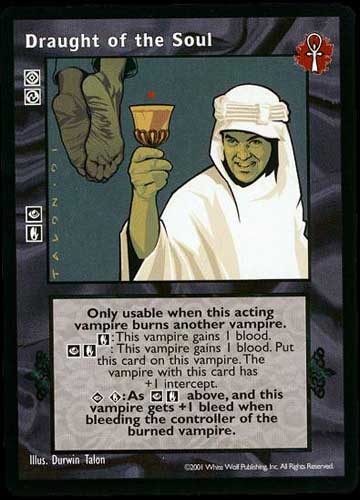 Draught of the Soul
TALON·01
Only usable when this acting
vampire burns another vampire.
: This vampire gains 1 blood.
: This vampire gains 1 blood. Put
this card on this vampire. The
vampire with this card has
+1 intercept.
: As above, and this
vampire gets +1 bleed when
bleeding the controller of the
burned vampire.
Illus. Durwin Talon
©2001 White Wolf Publishing, Inc. All Rights Reserved.